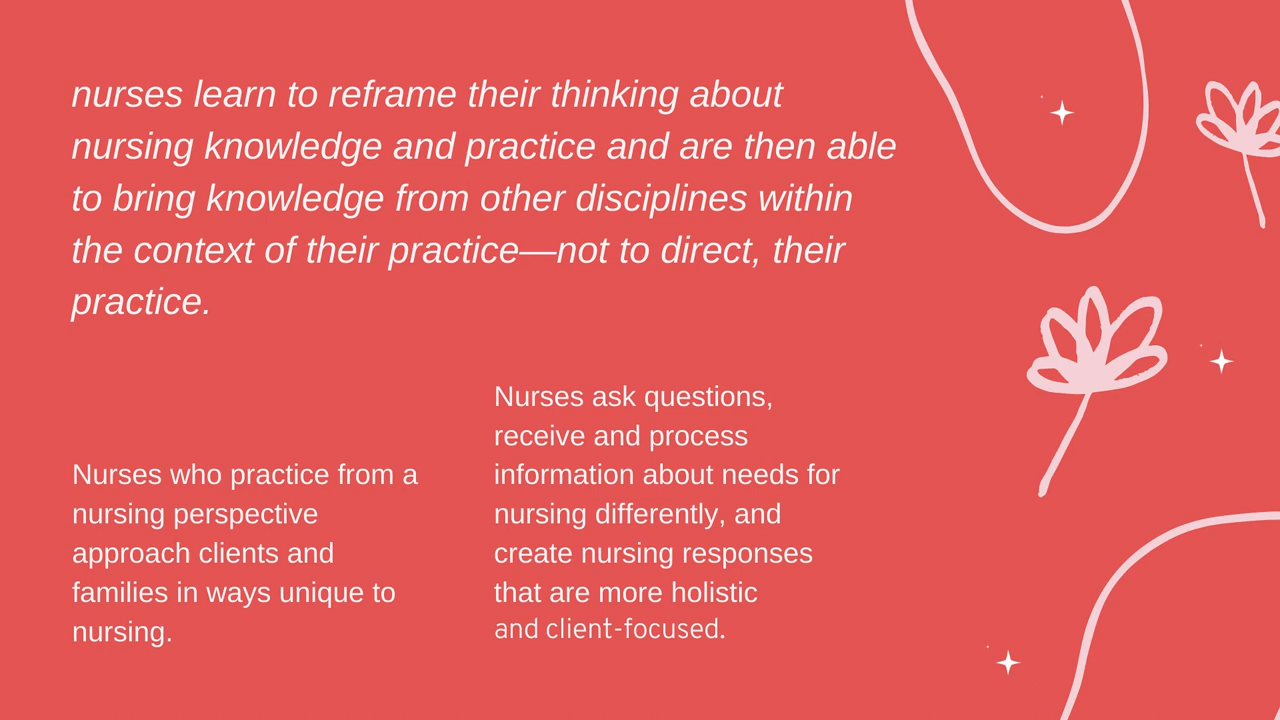 nurses learn to reframe their thinking about
nursing knowledge and practice and are then able
to bring knowledge from other disciplines within
the context of their practice—not to direct, their
practice.
Nurses who practice from a
nursing perspective
approach clients and
families in ways unique to
nursing.
Nurses ask questions,
receive and process
information about needs for
nursing differently, and
create nursing responses
that are more holistic
and client-focused.